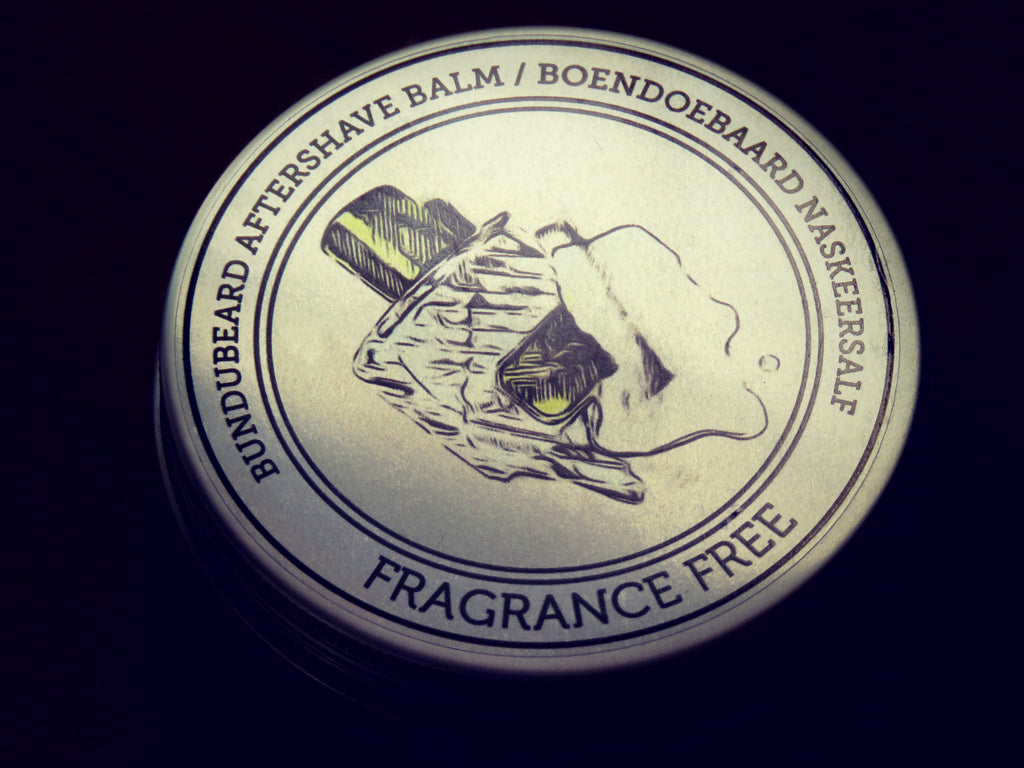 BUNDUBEARD AFTERSHAVE BALM / BOENDOEBAARD NASKEERSALF
FRAGRANCE FREE